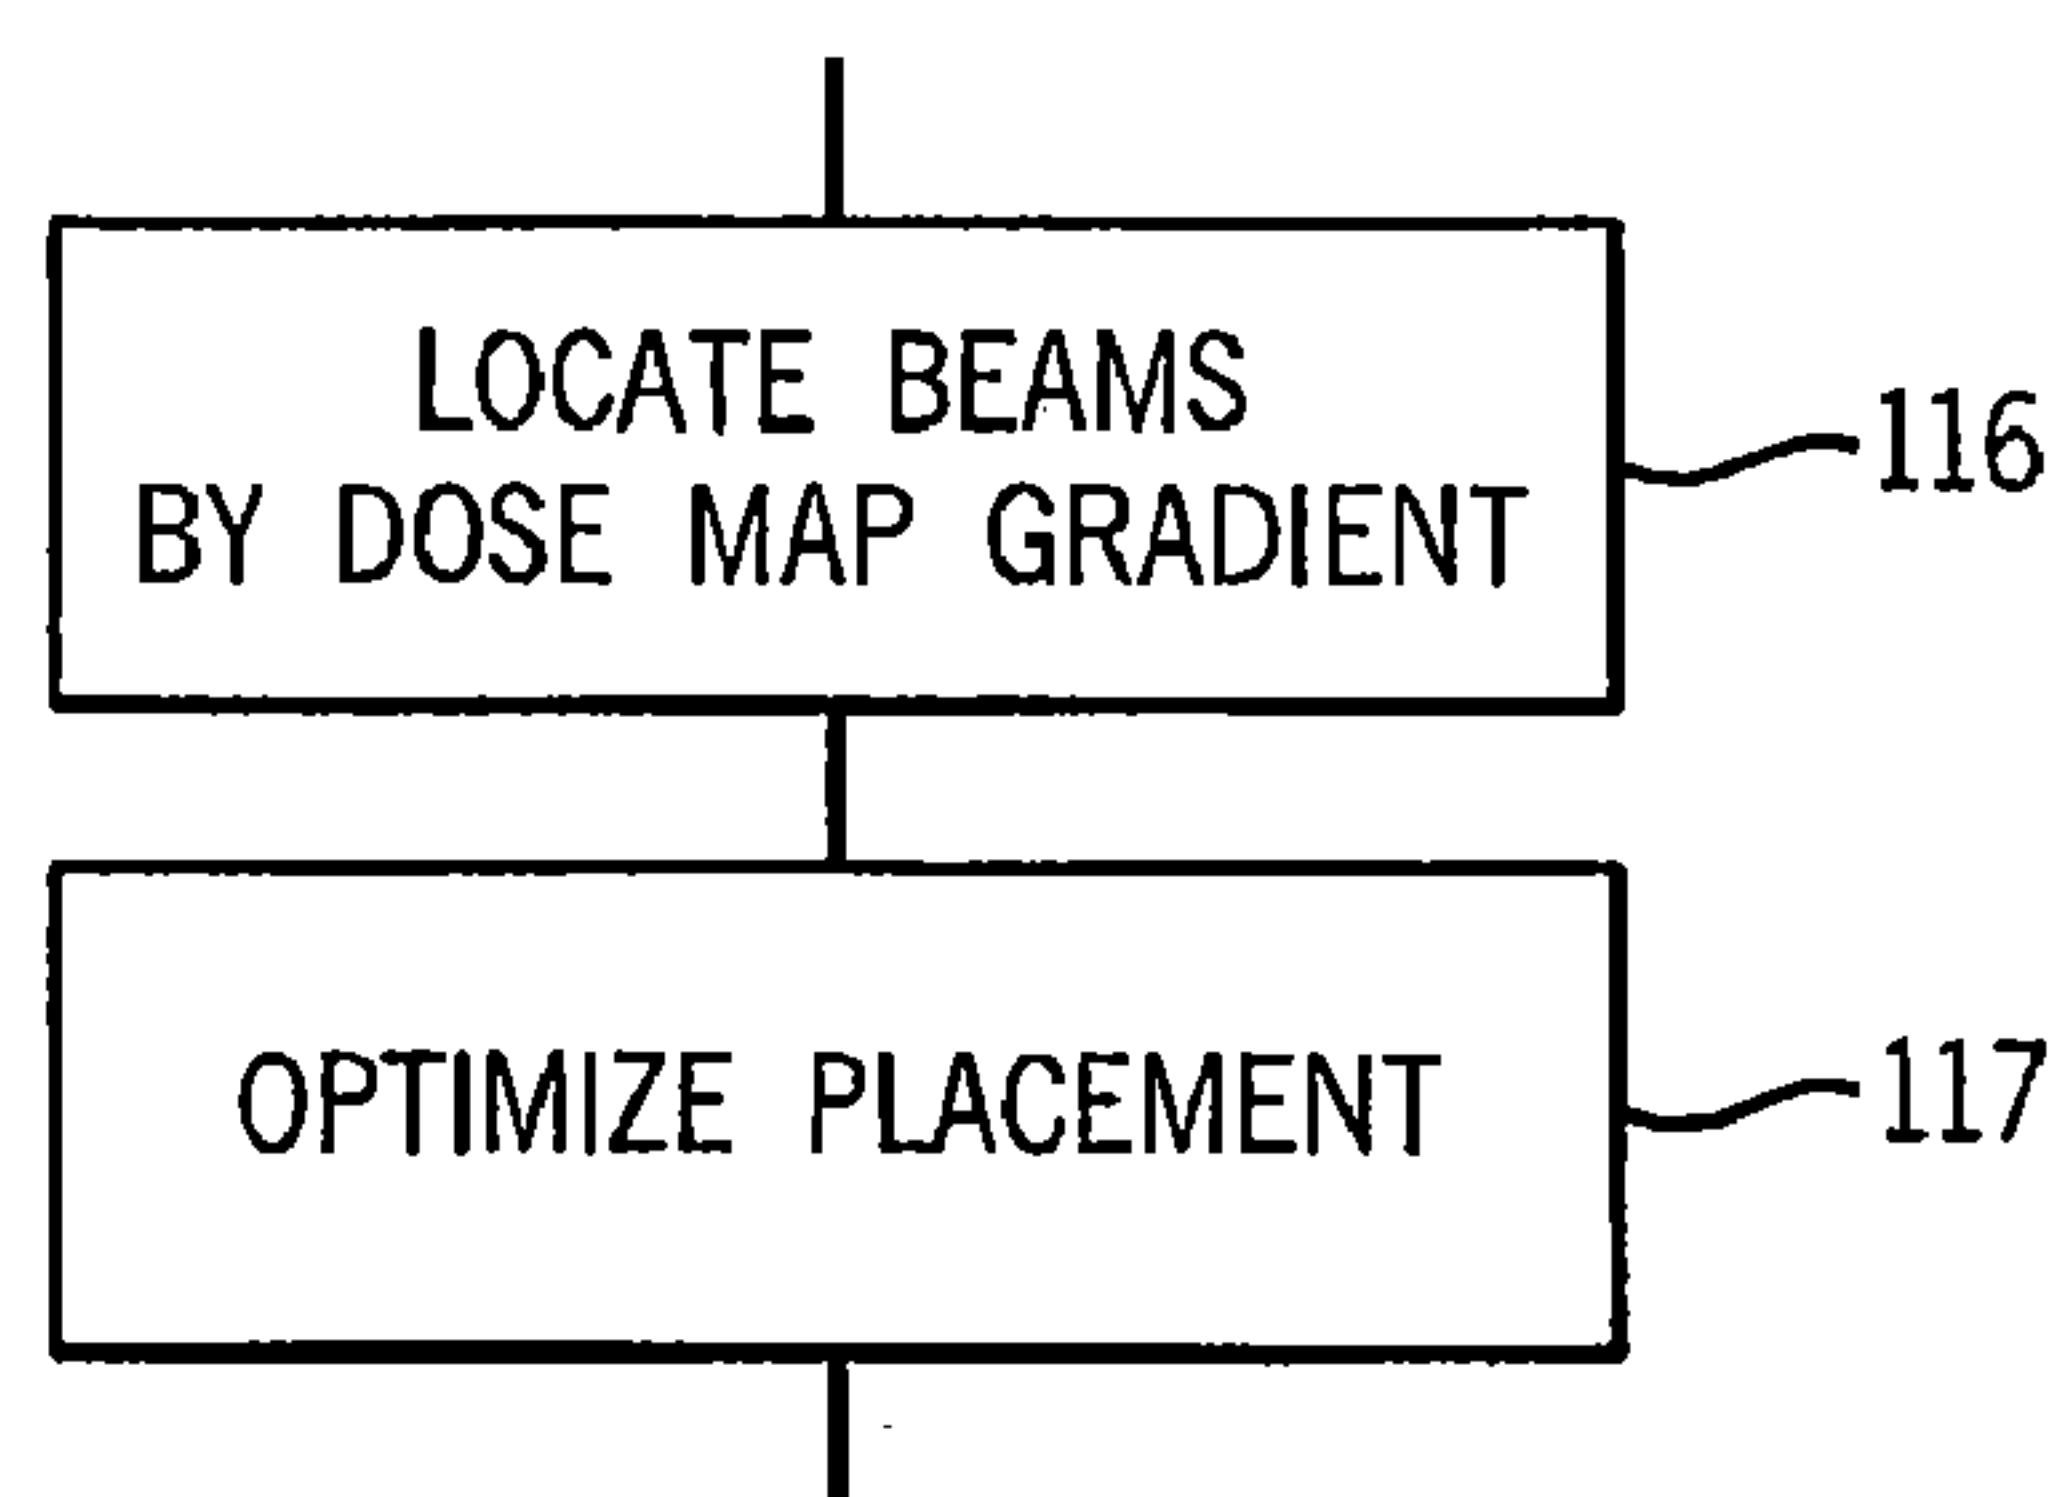 LOCATE BEAMS
BY DOSE MAP GRADIENT
116
OPTIMIZE PLACEMENT
117